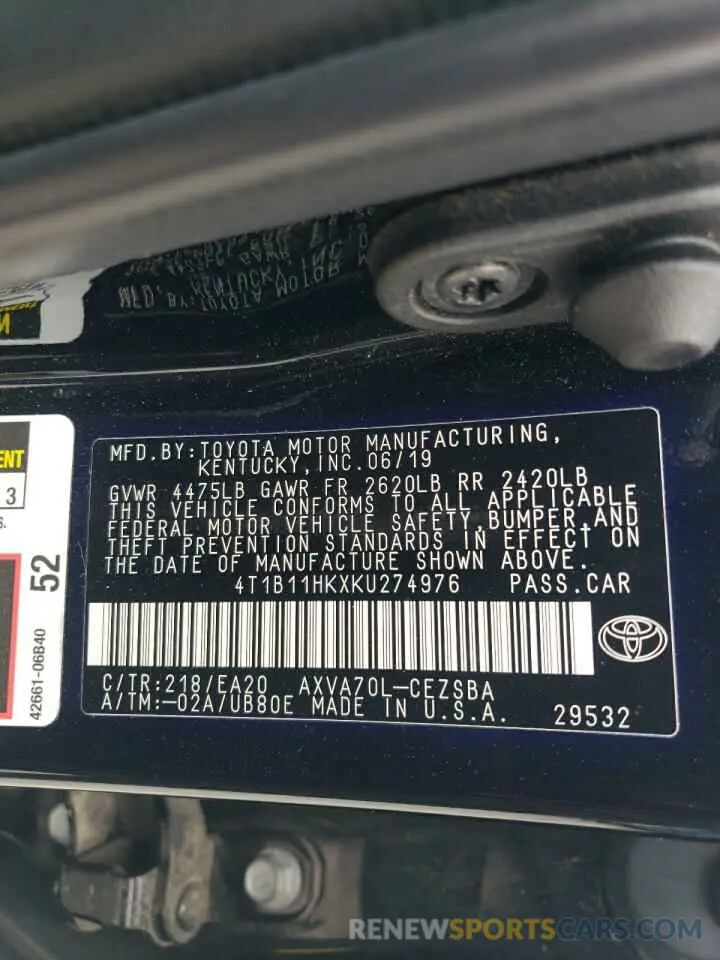 MFD. BY: TOYOTA MOTOR MANUFACTURING,
KENTUCKY, INC. 06/19
GVWR 4475LB GAWR FR 2620LB RR 2420LB
THIS VEHICLE CONFORMS TO ALL APPLICABLE
FEDERAL MOTOR VEHICLE SAFETY, BUMPER, AND
THEFT PREVENTION STANDARDS IN EFFECT ON
THE DATE OF MANUFACTURE SHOWN ABOVE.
4T1B11HKXKU274976 PASS.CAR
C/TR:218/EA20 AXVA70L-CEZSBA
A/TM:-02A/UB80E MADE IN U.S.A. 29532
3
52
42661-06B40
RENEWSPORTSCARS.COM